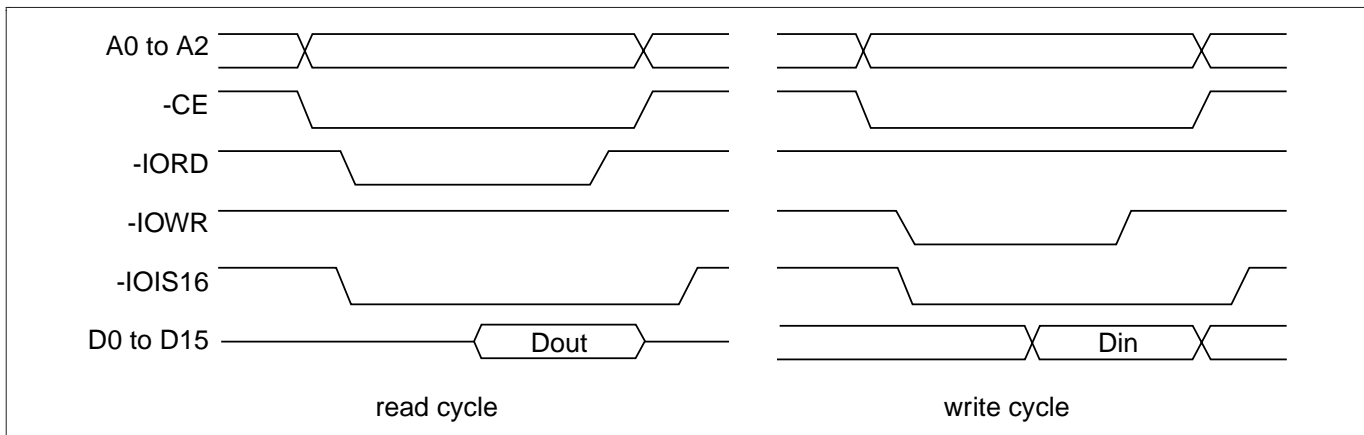 A0 to A2
-CE
-IORD
-IOWR
-IOIS16
D0 to D15 Dout Din
read cycle write cycle